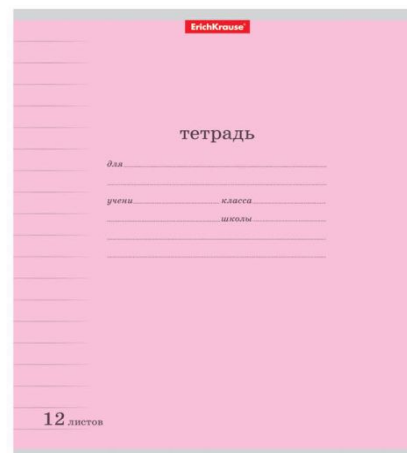 ErichKrause®
тетрадь
для
учени класса
школы
12 листов